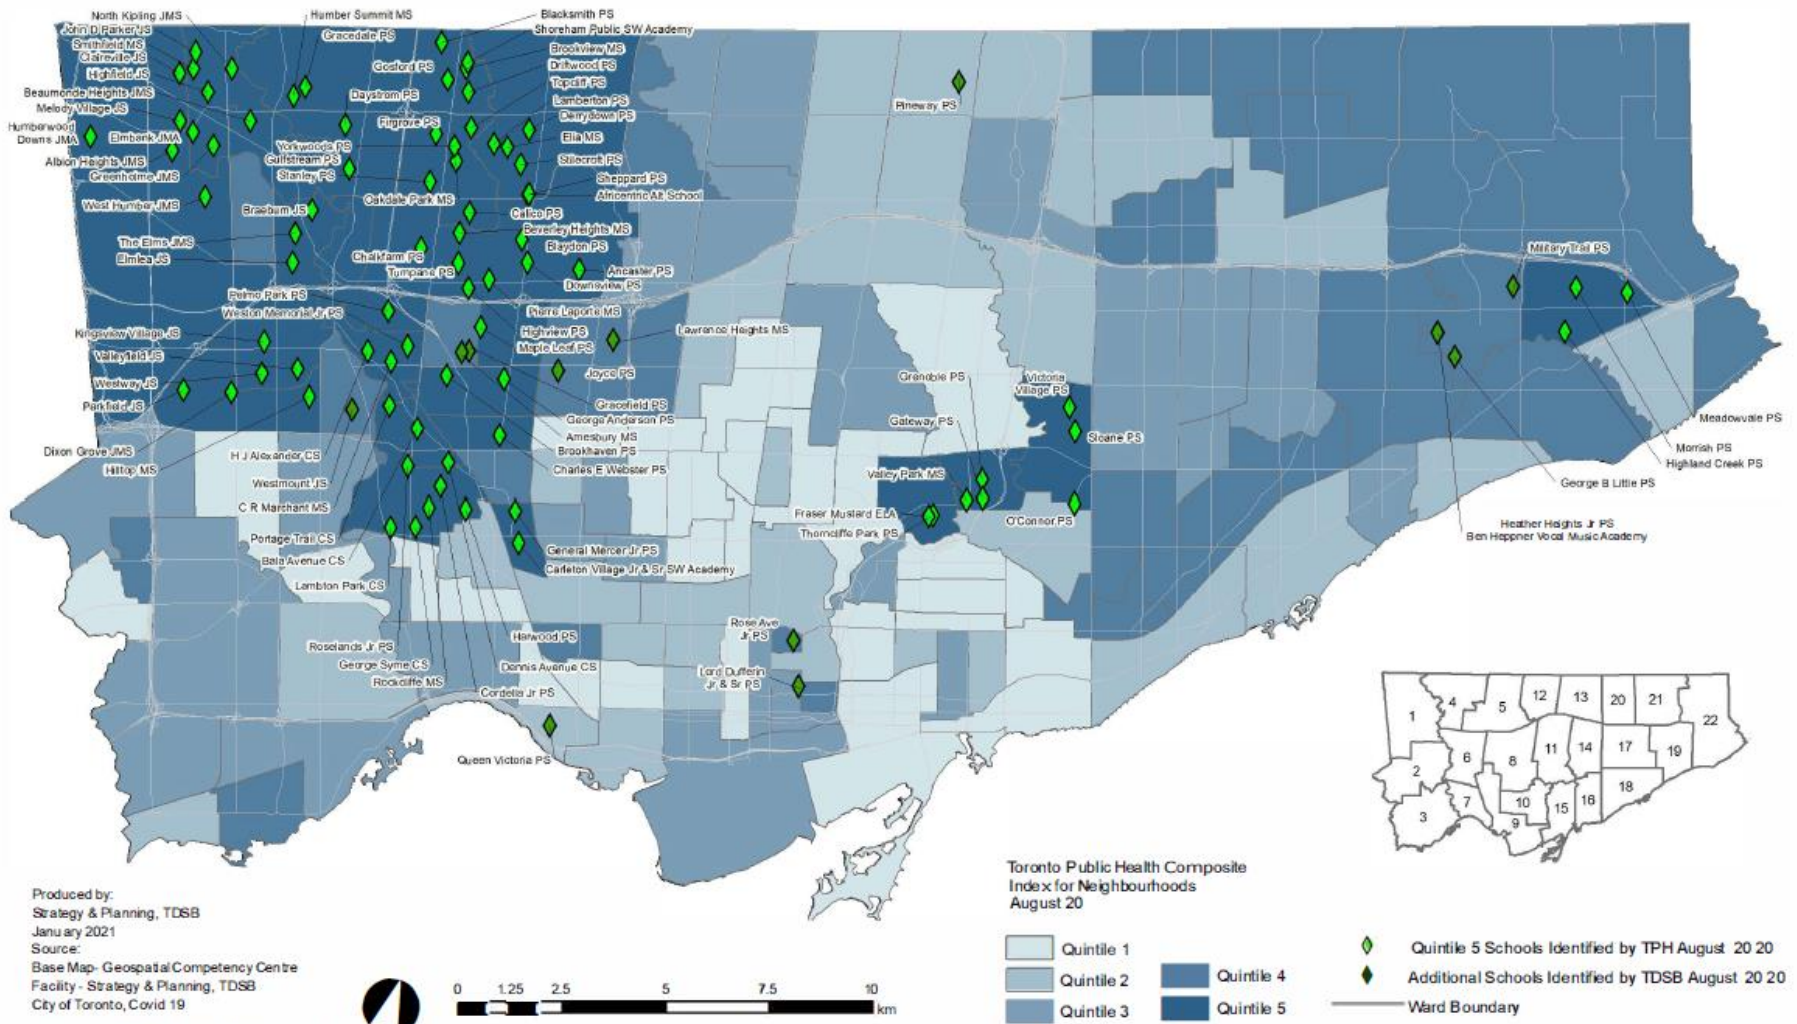 North Kipling JMS
John D Parker JS
Smithfield MS
Claireville JS
Highfield JS
Beaumonde Heights JMS
Melody Village JS
Humberwood
Downs JMA
Elmbank JMA
Albion Heights JMS
Greenholme JMS
West Humber JMS
The Elms JMS
Elmlea JS
Braeburn JS
Humber Summit MS
Gracedale PS
Daystrom PS
Gosford PS
Firgrove PS
Yorkwoods PS
Gulfstream PS
Stanley PS
Oakdale Park MS
Chalkfarm PS
Tumpane PS
Blacksmith PS
Shoreham Public SW Academy
Brookview MS
Driftwood PS
Topcliff PS
Lamberton PS
Derrydown PS
Elia MS
Stilecroft PS
Sheppard PS
Africentric Alt School
Calico PS
Beverley Heights MS
Blaydon PS
Ancaster PS
Downsview PS
Pineway PS
Pelmo Park PS
Weston Memorial Jr PS
Kingsview Village JS
Valleyfield JS
Westway JS
Parkfield JS
Dixon Grove JMS
Hilltop MS
Pierre Laporte MS
Highview PS
Maple Leaf PS
Lawrence Heights MS
Joyce PS
Gracefield PS
George Anderson PS
Amesbury MS
Brookhaven PS
Charles E Webster PS
H J Alexander CS
Westmount JS
C R Marchant MS
Portage Trail CS
Bala Avenue CS
Lambton Park CS
Roselands Jr PS
George Syme CS
Rockcliffe MS
Cordella Jr PS
Dennis Avenue CS
Harwood PS
General Mercer Jr PS
Carleton Village Jr & Sr SW Academy
Queen Victoria PS
Rose Ave
Jr PS
Lord Dufferin
Jr & Sr PS
Grenoble PS
Gateway PS
Valley Park MS
Fraser Mustard ELA
Thorncliffe Park PS
Victoria
Village PS
Sloane PS
O'Connor PS
Military Trail PS
Meadowvale PS
Morrish PS
Highland Creek PS
George B Little PS
Heather Heights Jr PS
Ben Heppner Vocal Music Academy
1
2
3
4
5
6
7
8
9
10
11
12
13
14
15
16
17
18
19
20
21
22
Produced by:
Strategy & Planning, TDSB
January 2021
Source:
Base Map- Geospatial Competency Centre
Facility - Strategy & Planning, TDSB
City of Toronto, Covid 19
0 1.25 2.5 5 7.5 10
km
Toronto Public Health Composite
Index for Neighbourhoods
August 20
Quintile 1
Quintile 2
Quintile 3
Quintile 4
Quintile 5
Quintile 5 Schools Identified by TPH August 2020
Additional Schools Identified by TDSB August 2020
Ward Boundary